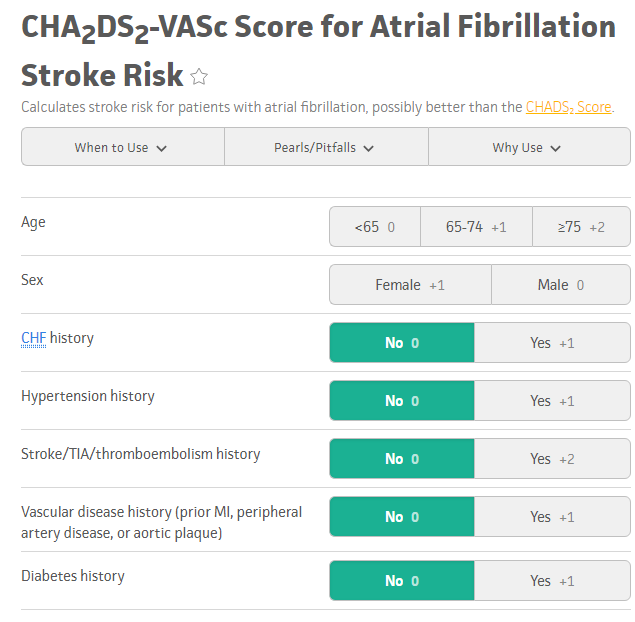 CHA₂DS₂-VASc Score for Atrial Fibrillation
Stroke Risk ☆
Calculates stroke risk for patients with atrial fibrillation, possibly better than the CHADS₂ Score.
When to Use Pearls/Pitfalls Why Use
Age <65 0 65-74 +1 ≥75 +2
Sex Female +1 Male 0
CHF history No 0 Yes +1
Hypertension history No 0 Yes +1
Stroke/TIA/thromboembolism history No 0 Yes +2
Vascular disease history (prior MI, peripheral
artery disease, or aortic plaque) No 0 Yes +1
Diabetes history No 0 Yes +1